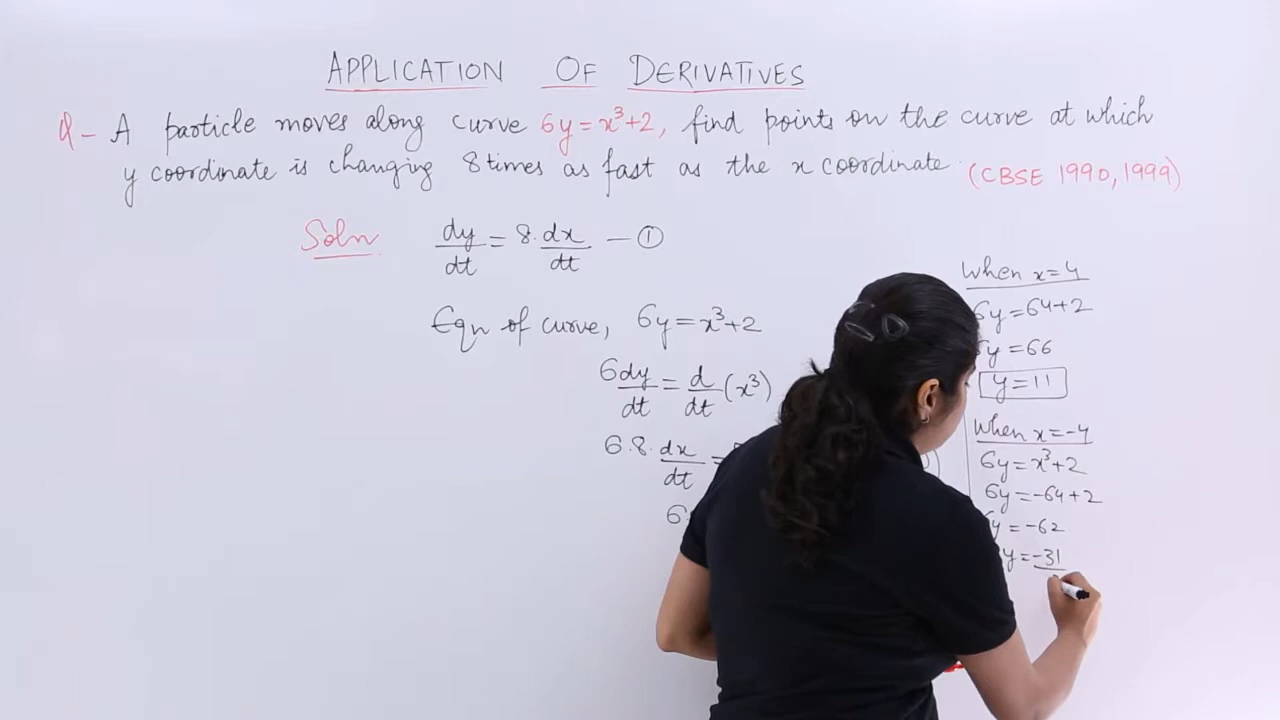 APPLICATION OF DERIVATIVES
Q- A particle moves along curve 6y=x³+2, find points on the curve at which
y coordinate is changing 8 times as fast as the x coordinate. (CBSE 1990, 1999)
Soln. dy/dt = 8·dx/dt — ①
Eqn of curve, 6y=x³+2
6dy/dt = d/dt (x³)
6·8·dx/dt =
6
When x=4
6y=64+2
y=66
y=11
When x=-4
6y=x³+2
6y=-64+2
y=-62
y=-31